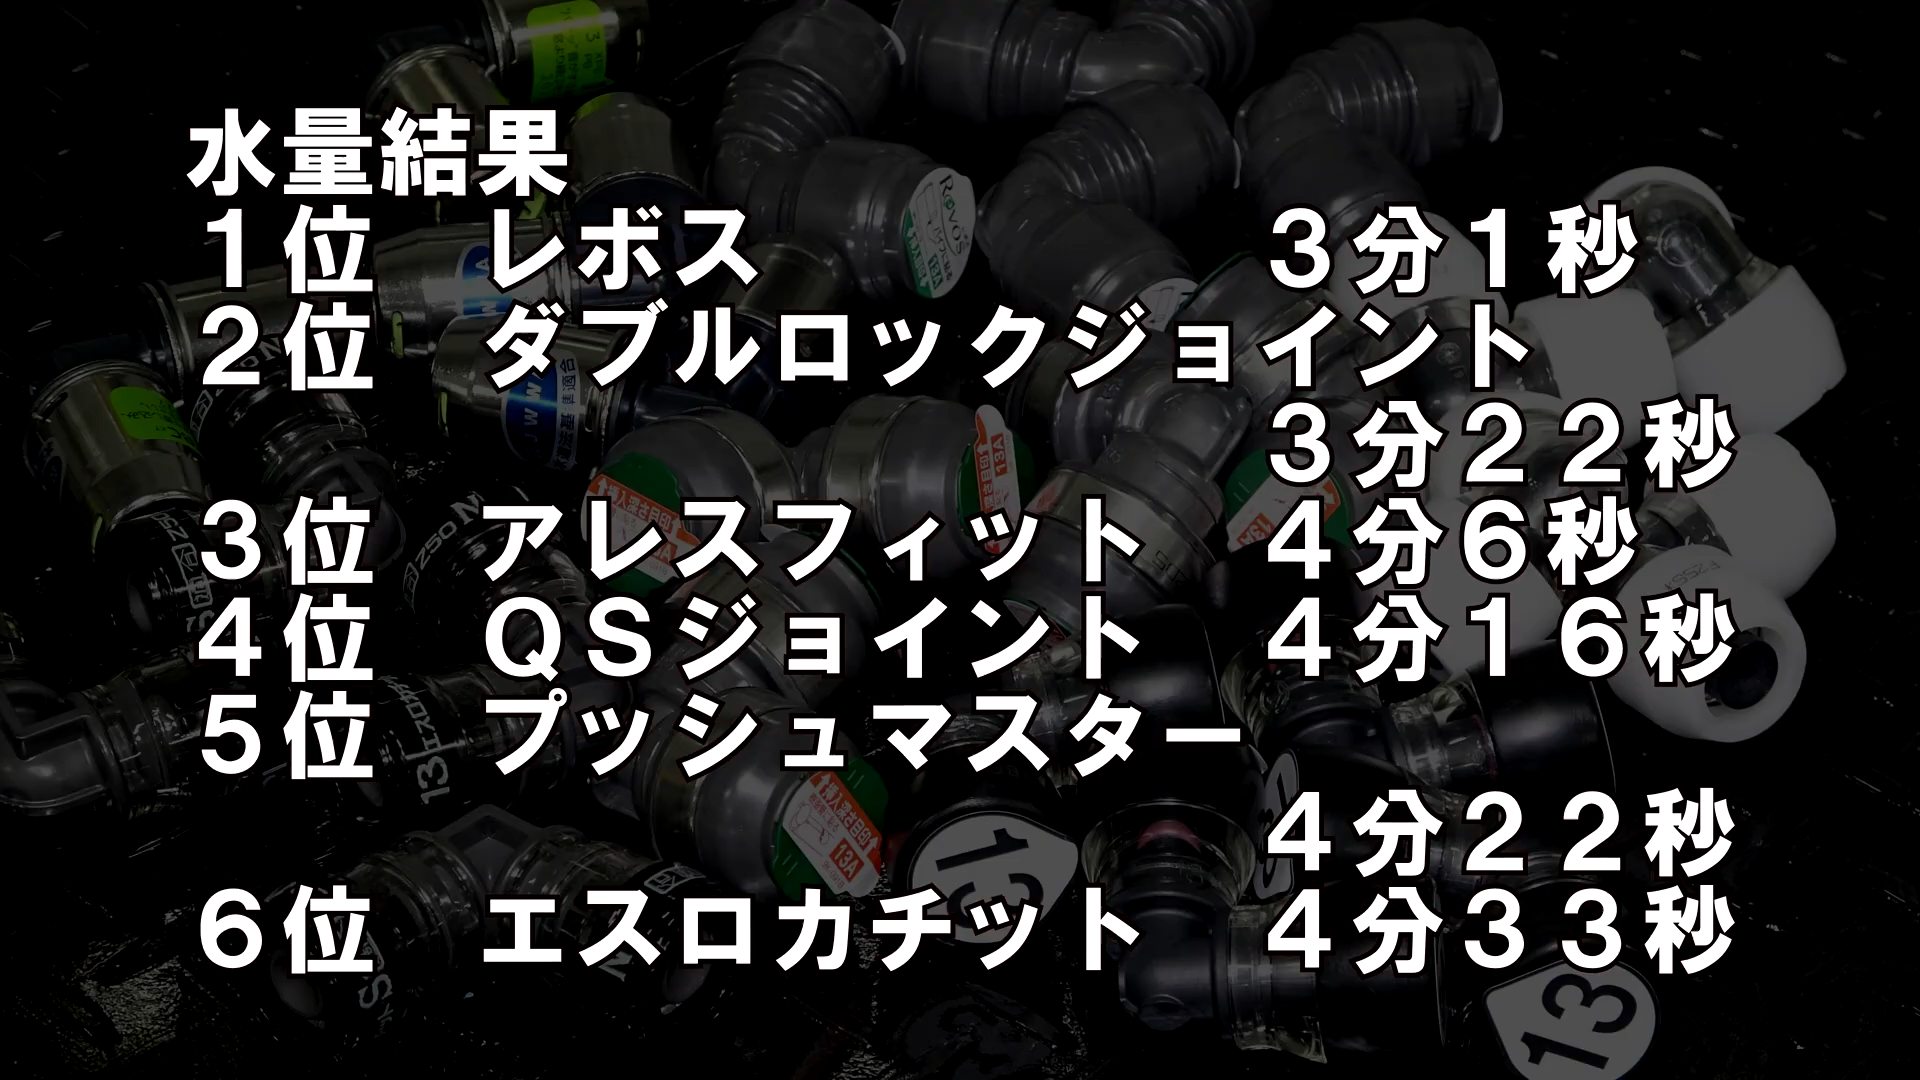 水量結果
１位　レボス　３分１秒
２位　ダブルロックジョイント
３分２２秒
３位　アレスフィット　４分６秒
４位　ＱＳジョイント　４分１６秒
５位　プッシュマスター
４分２２秒
６位　エスロカチット　４分３３秒
RevOS
13A
13
13